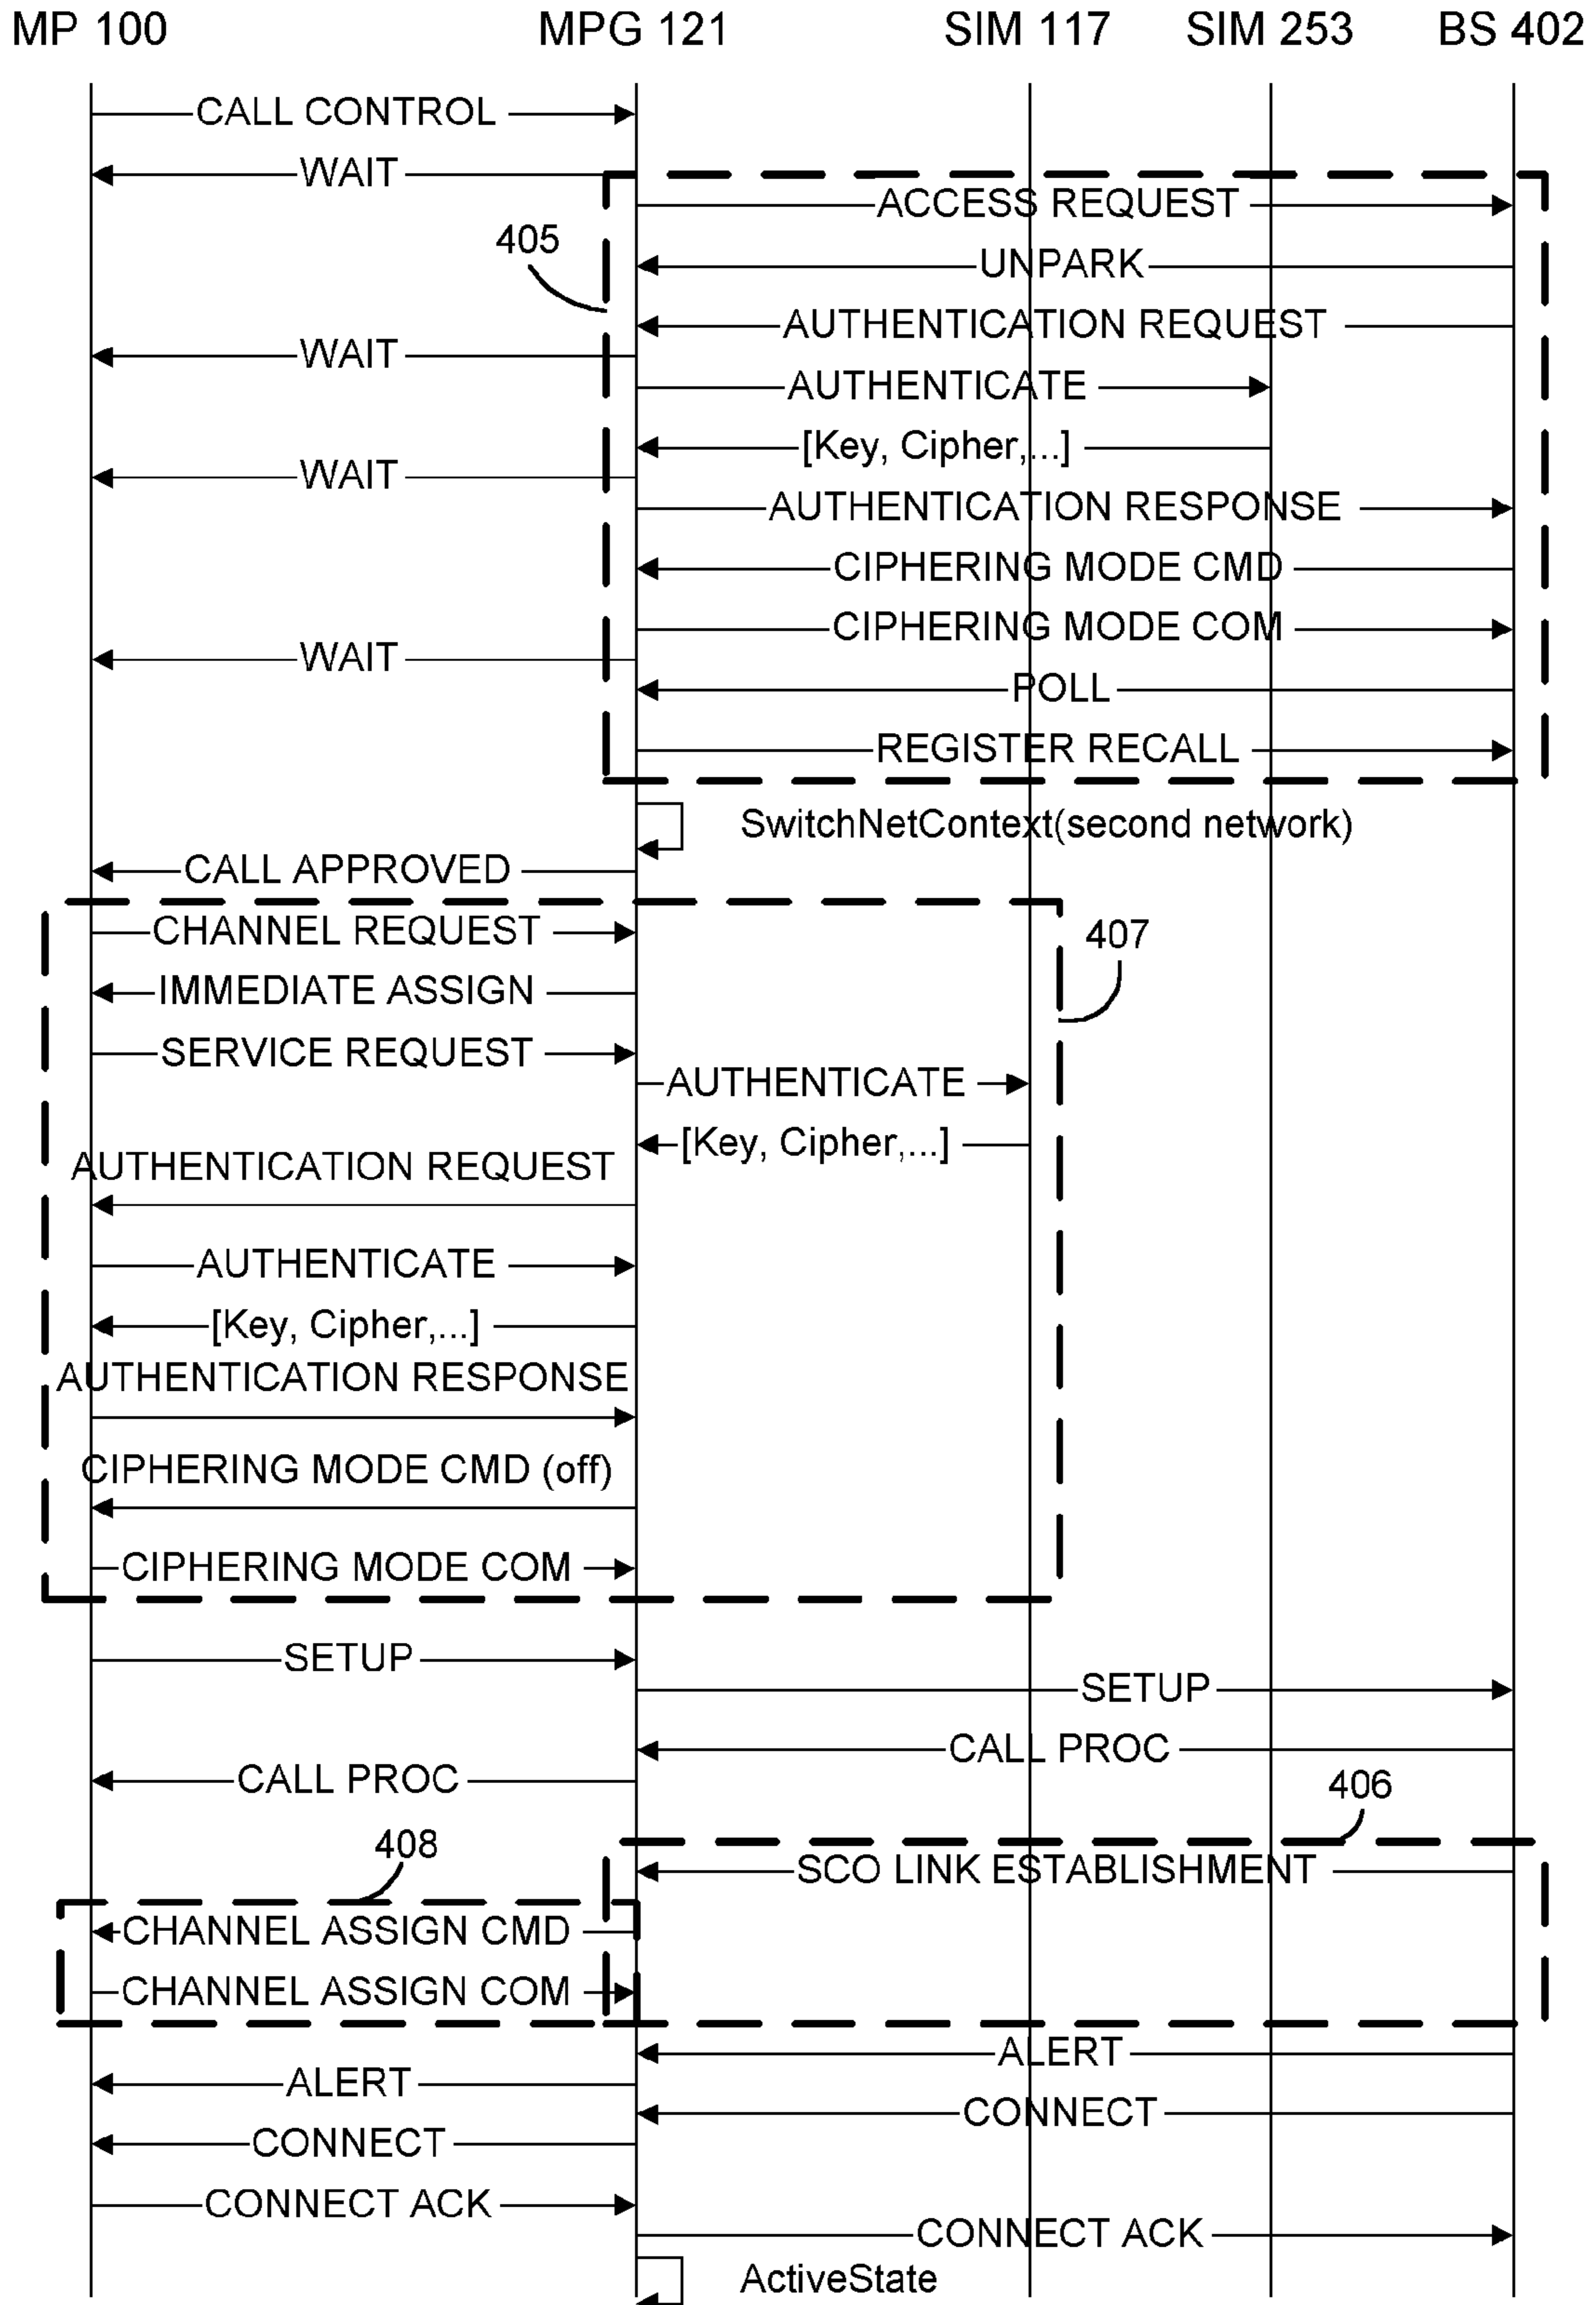 MP 100 MPG 121 SIM 117 SIM 253 BS 402
CALL CONTROL
WAIT
ACCESS REQUEST
405
UNPARK
AUTHENTICATION REQUEST
WAIT
AUTHENTICATE
[Key, Cipher,...]
WAIT
AUTHENTICATION RESPONSE
CIPHERING MODE CMD
CIPHERING MODE COM
WAIT
POLL
REGISTER RECALL
SwitchNetContext(second network)
CALL APPROVED
CHANNEL REQUEST
407
IMMEDIATE ASSIGN
SERVICE REQUEST
AUTHENTICATE
[Key, Cipher,...]
AUTHENTICATION REQUEST
AUTHENTICATE
[Key, Cipher,...]
AUTHENTICATION RESPONSE
CIPHERING MODE CMD (off)
CIPHERING MODE COM
SETUP
SETUP
CALL PROC
CALL PROC
406
408
SCO LINK ESTABLISHMENT
CHANNEL ASSIGN CMD
CHANNEL ASSIGN COM
ALERT
ALERT
CONNECT
CONNECT
CONNECT ACK
CONNECT ACK
ActiveState